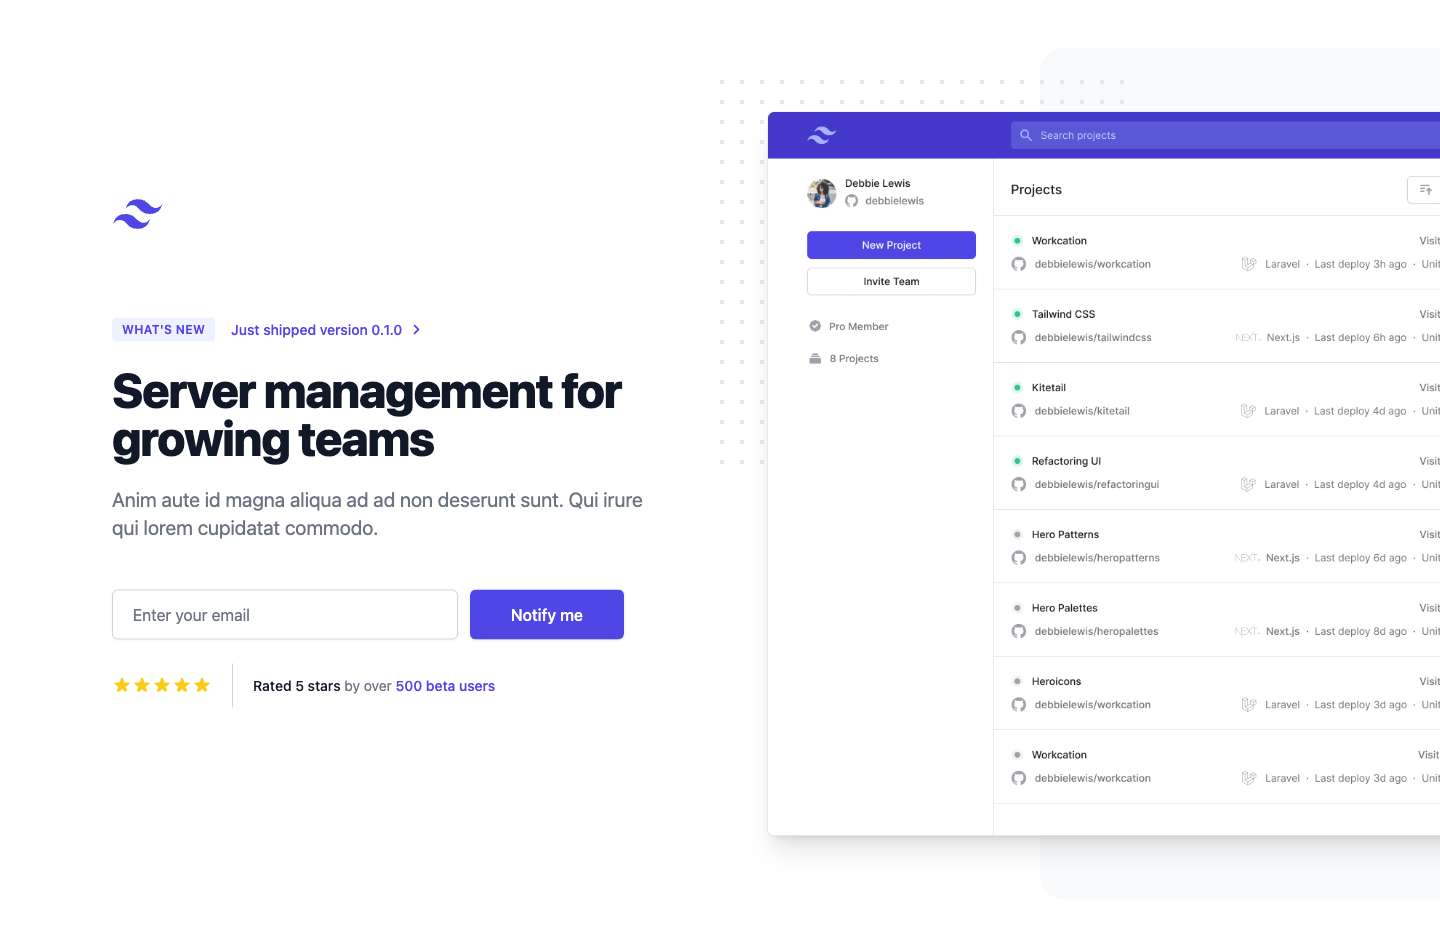 WHAT'S NEW
Just shipped version 0.1.0
Server management for
growing teams
Anim aute id magna aliqua ad ad non deserunt sunt. Qui irure
qui lorem cupidatat commodo.
Enter your email
Notify me
Rated 5 stars by over 500 beta users
Search projects
Debbie Lewis
debbielewis
New Project
Invite Team
Pro Member
8 Projects
Projects
Workcation Visit
debbielewis/workcation Laravel · Last deploy 3h ago · Unit
Tailwind CSS Visit
debbielewis/tailwindcss NEXT Next.js · Last deploy 6h ago · Unit
Kitetail Visit
debbielewis/kitetail Laravel · Last deploy 4d ago · Unit
Refactoring UI Visit
debbielewis/refactoringui Laravel · Last deploy 4d ago · Unit
Hero Patterns Visit
debbielewis/heropatterns NEXT Next.js · Last deploy 6d ago · Unit
Hero Palettes Visit
debbielewis/heropalettes NEXT Next.js · Last deploy 8d ago · Unit
Heroicons Visit
debbielewis/workcation Laravel · Last deploy 3d ago · Unit
Workcation Visit
debbielewis/workcation Laravel · Last deploy 3d ago · Unit